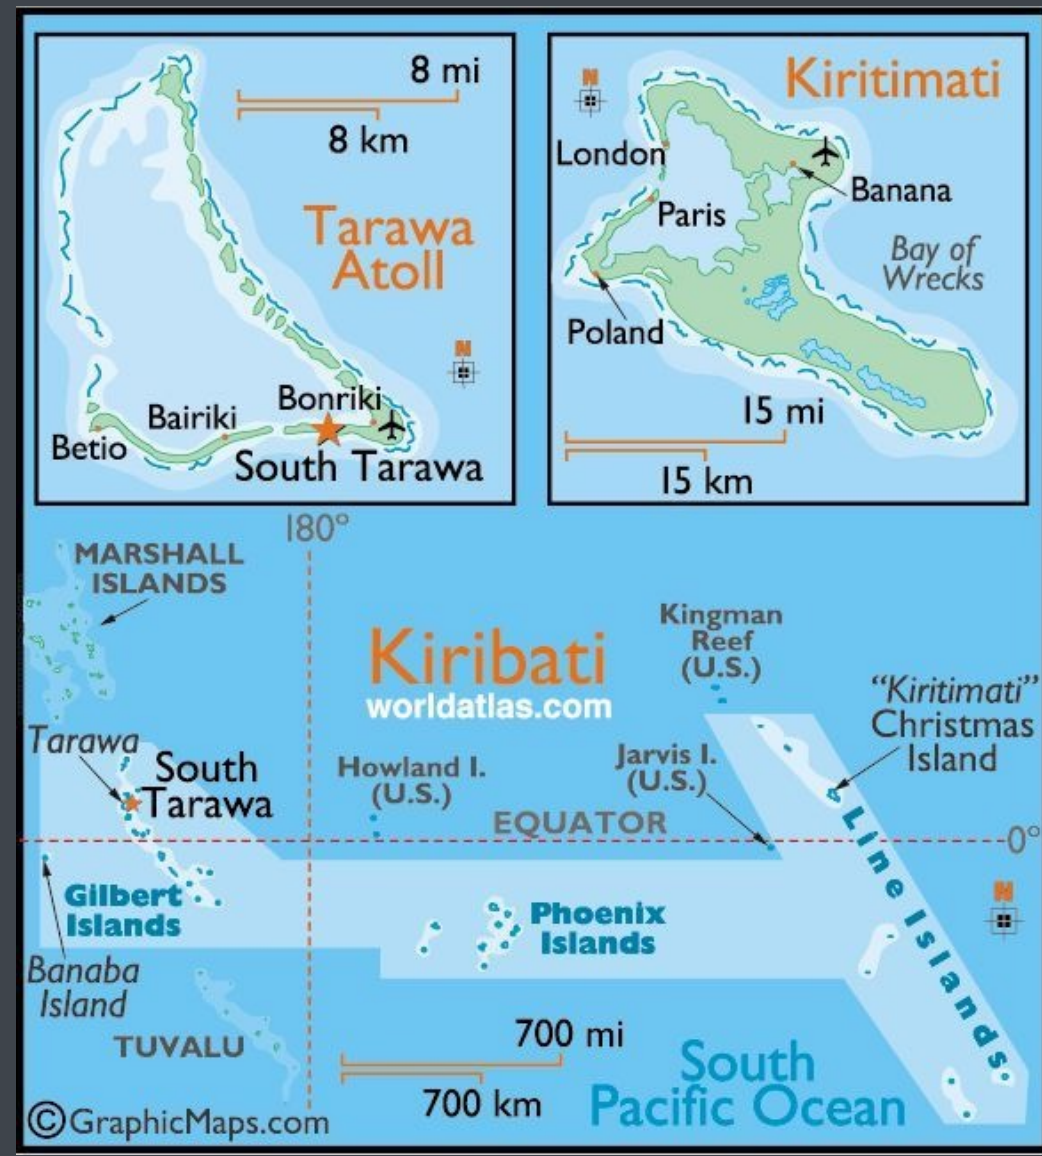 8 mi
8 km
Tarawa
Atoll
N
Bonriki
Bairiki
Betio
South Tarawa
N
Kiritimati
London
Banana
Paris
Bay of
Wrecks
Poland
15 mi
15 km
180°
MARSHALL
ISLANDS
Kiribati
worldatlas.com
Kingman
Reef
(U.S.)
"Kiritimati"
Christmas
Island
Tarawa
South
Tarawa
Howland I.
(U.S.)
Jarvis I.
(U.S.)
EQUATOR
0°
Line Islands
Gilbert
Islands
Phoenix
Islands
N
Banaba
Island
TUVALU
700 mi
700 km
South
Pacific Ocean
©GraphicMaps.com